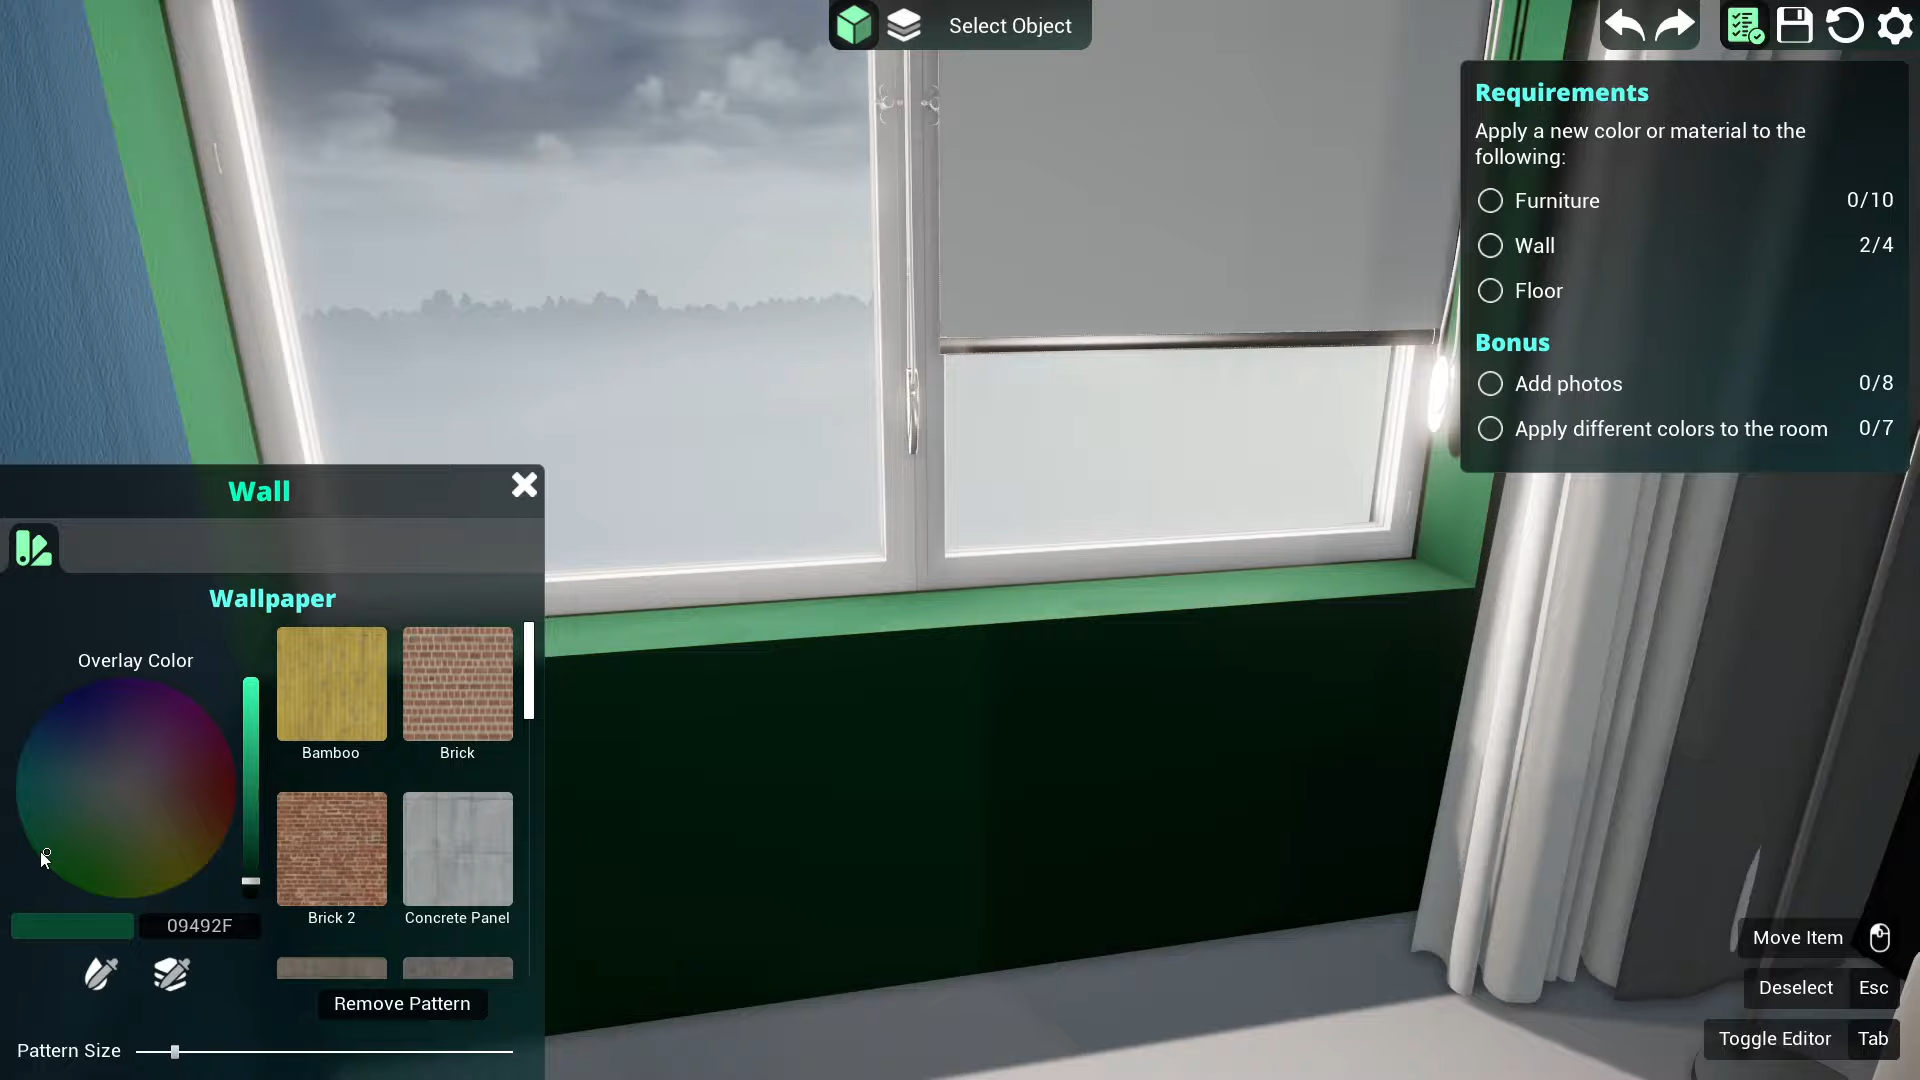 Select Object
Requirements
Apply a new color or material to the
following:
Furniture 0/10
Wall 2/4
Floor
Bonus
Add photos 0/8
Apply different colors to the room 0/7
Wall
Wallpaper
Overlay Color
Bamboo
Brick
Brick 2
Concrete Panel
09492F
Remove Pattern
Pattern Size
Move Item
Deselect Esc
Toggle Editor Tab